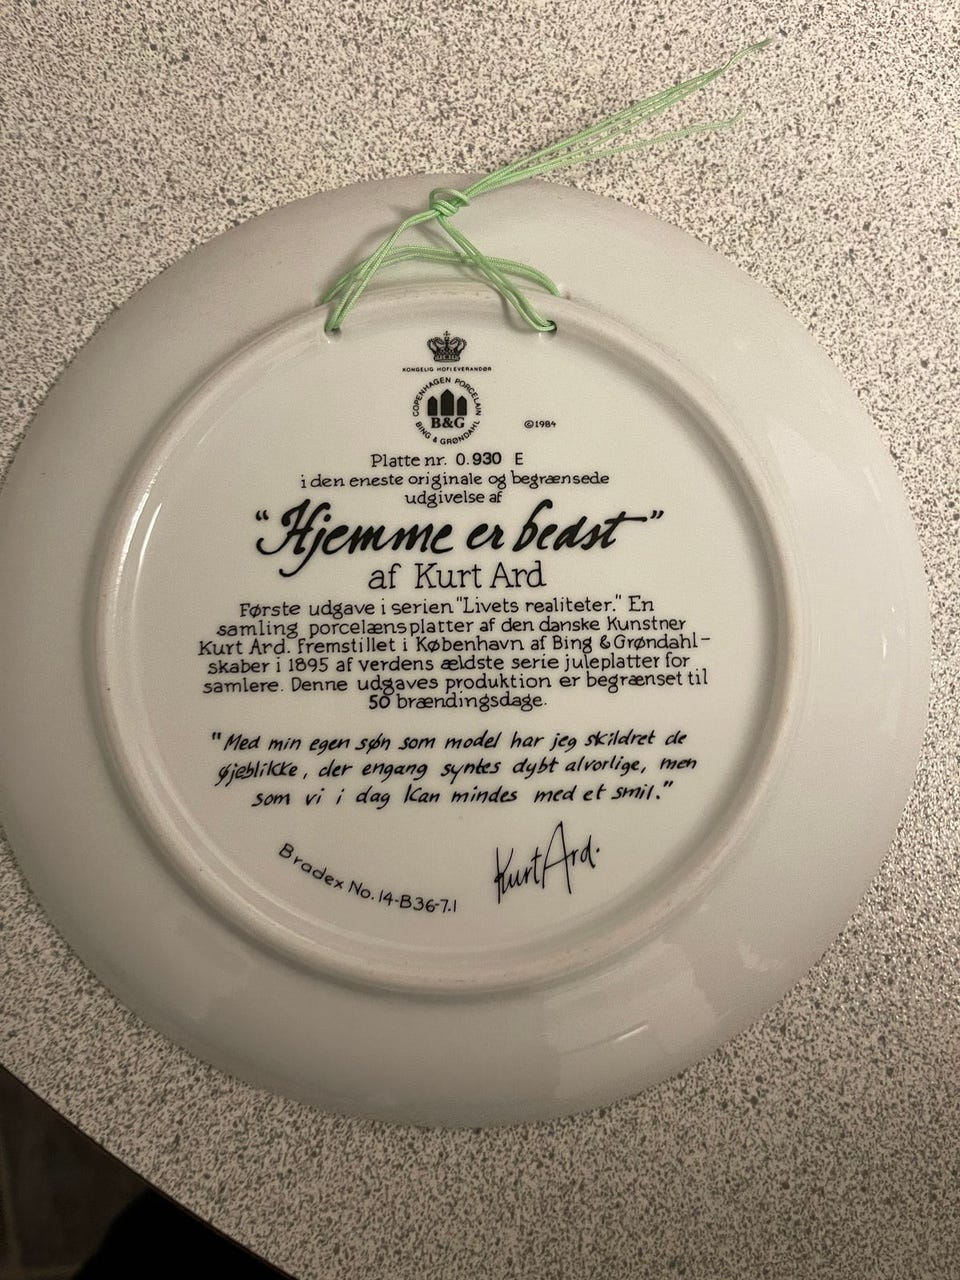 KONGELIG HOFLEVERANDØR
COPENHAGEN PORCELAIN
B&G
BING & GRØNDAHL
©1984
Platte nr. 0.930 E
i den eneste originale og begrænsede
udgivelse af
"Hjemme er bedst"
af Kurt Ard
Første udgave i serien "Livets realiteter." En
samling porcelænsplatter af den danske Kunstner
Kurt Ard. Fremstillet i København af Bing & Grøndahl-
skaber i 1895 af verdens ældste serie juleplatter for
samlere. Denne udgaves produktion er begrænset til
50 brændingsdage.
"Med min egen søn som model har jeg skildret de
øjeblikke, der engang syntes dybt alvorlige, men
som vi i dag kan mindes med et smil."
Kurt Ard.
Bradex No. 14-B36-7.1